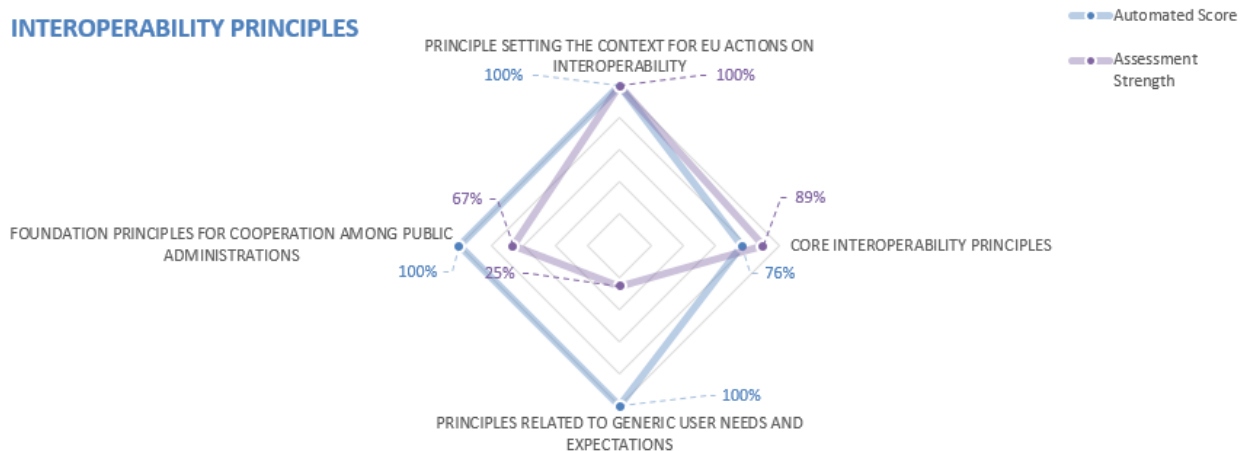 INTEROPERABILITY PRINCIPLES
Automated Score
Assessment
Strength
PRINCIPLE SETTING THE CONTEXT FOR EU ACTIONS ON
INTEROPERABILITY
100%
100%
67%
89%
FOUNDATION PRINCIPLES FOR COOPERATION AMONG PUBLIC
ADMINISTRATIONS
CORE INTEROPERABILITY PRINCIPLES
100%
25%
76%
100%
PRINCIPLES RELATED TO GENERIC USER NEEDS AND
EXPECTATIONS